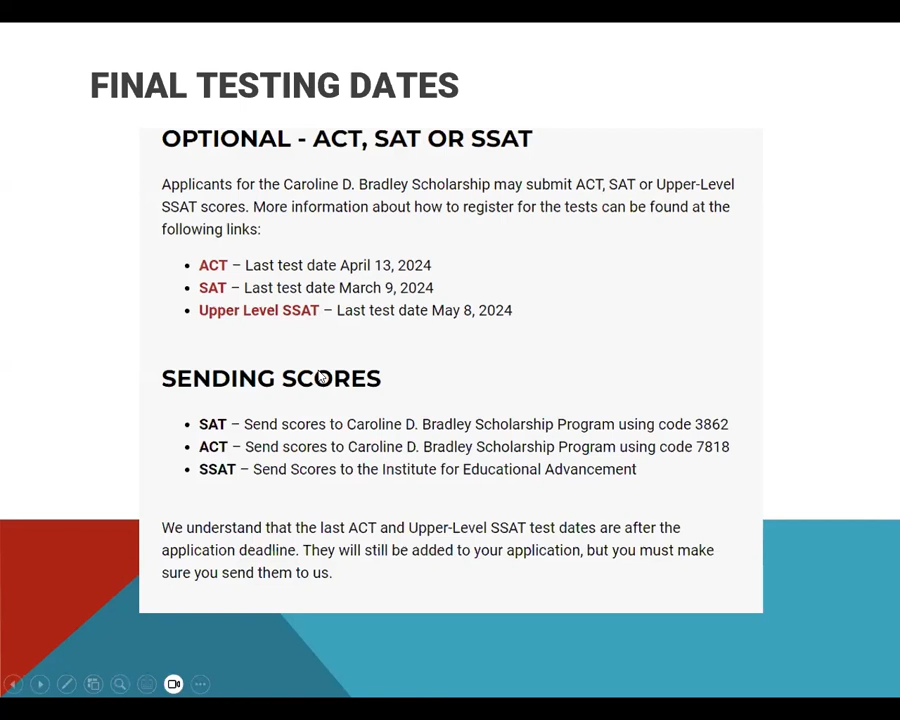 FINAL TESTING DATES
OPTIONAL - ACT, SAT OR SSAT
Applicants for the Caroline D. Bradley Scholarship may submit ACT, SAT or Upper-Level
SSAT scores. More information about how to register for the tests can be found at the
following links:
• ACT – Last test date April 13, 2024
• SAT – Last test date March 9, 2024
• Upper Level SSAT – Last test date May 8, 2024
SENDING SCORES
• SAT – Send scores to Caroline D. Bradley Scholarship Program using code 3862
• ACT – Send scores to Caroline D. Bradley Scholarship Program using code 7818
• SSAT – Send Scores to the Institute for Educational Advancement
We understand that the last ACT and Upper-Level SSAT test dates are after the
application deadline. They will still be added to your application, but you must make
sure you send them to us.